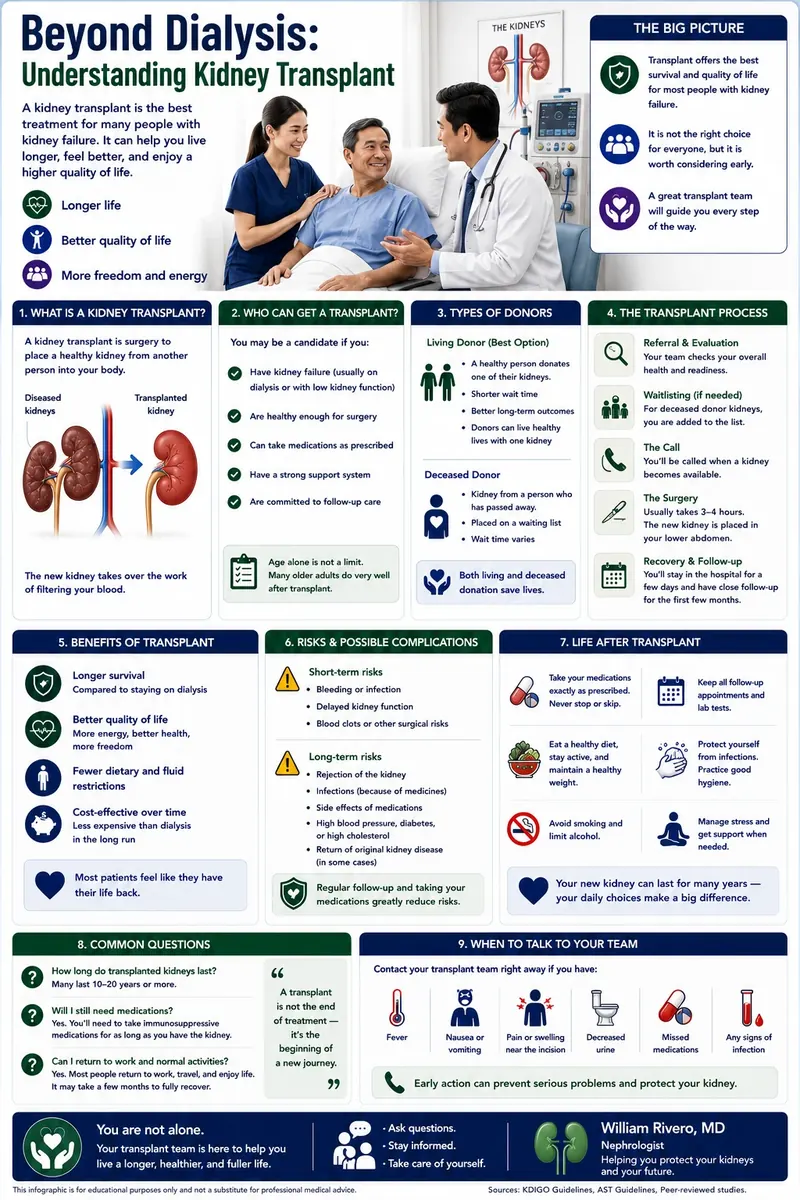 Beyond Dialysis:
Understanding Kidney Transplant
A kidney transplant is the best
treatment for many people with
kidney failure. It can help you live
longer, feel better, and enjoy a
higher quality of life.
Longer life
Better quality of life
More freedom and energy
THE KIDNEYS
THE BIG PICTURE
Transplant offers the best
survival and quality of life
for most people with kidney
failure.
It is not the right choice
for everyone, but it is
worth considering early.
A great transplant team
will guide you every step
of the way.
1. WHAT IS A KIDNEY TRANSPLANT?
A kidney transplant is surgery to
place a healthy kidney from another
person into your body.
Diseased
kidneys
Transplanted
kidney
The new kidney takes over the work
of filtering your blood.
2. WHO CAN GET A TRANSPLANT?
You may be a candidate if you:
Have kidney failure (usually on
dialysis or with low kidney function)
Are healthy enough for surgery
Can take medications as prescribed
Have a strong support system
Are committed to follow-up care
Age alone is not a limit.
Many older adults do very well
after transplant.
3. TYPES OF DONORS
Living Donor (Best Option)
• A healthy person donates
one of their kidneys.
• Shorter wait time
• Better long-term outcomes
• Donors can live healthy
lives with one kidney
Deceased Donor
• Kidney from a person who
has passed away.
• Placed on a waiting list
• Wait time varies
Both living and deceased
donation save lives.
4. THE TRANSPLANT PROCESS
Referral & Evaluation
Your team checks your overall
health and readiness.
Waitlisting (if needed)
For deceased donor kidneys,
you are added to the list.
The Call
You'll be called when a kidney
becomes available.
The Surgery
Usually takes 3–4 hours.
The new kidney is placed in
your lower abdomen.
Recovery & Follow-up
You'll stay in the hospital for a
few days and have close follow-up
for the first few months.
5. BENEFITS OF TRANSPLANT
Longer survival
Compared to staying on dialysis
Better quality of life
More energy, better health,
more freedom
Fewer dietary and fluid
restrictions
Cost-effective over time
Less expensive than dialysis
in the long run
Most patients feel like they have
their life back.
6. RISKS & POSSIBLE COMPLICATIONS
Short-term risks
• Bleeding or infection
• Delayed kidney function
• Blood clots or other surgical risks
Long-term risks
• Rejection of the kidney
• Infections (because of medicines)
• Side effects of medications
• High blood pressure, diabetes,
or high cholesterol
• Return of original kidney disease
(in some cases)
Regular follow-up and taking your
medications greatly reduce risks.
7. LIFE AFTER TRANSPLANT
Take your medications
exactly as prescribed.
Never stop or skip.
Keep all follow-up
appointments and
lab tests.
Eat a healthy diet,
stay active, and
maintain a healthy
weight.
Protect yourself
from infections.
Practice good
hygiene.
Avoid smoking and
limit alcohol.
Manage stress and
get support when
needed.
Your new kidney can last for many years —
your daily choices make a big difference.
8. COMMON QUESTIONS
How long do transplanted kidneys last?
Many last 10–20 years or more.
Will I still need medications?
Yes. You'll need to take immunosuppressive
medications for as long as you have the kidney.
Can I return to work and normal activities?
Yes. Most people return to work, travel, and enjoy life.
It may take a few months to fully recover.
“
A transplant
is not the end
of treatment —
it's the
beginning of
a new journey.
”
9. WHEN TO TALK TO YOUR TEAM
Contact your transplant team right away if you have:
Fever
Nausea or
vomiting
Pain or swelling
near the incision
Decreased
urine
Missed
medications
Any signs of
infection
Early action can prevent serious problems and protect your kidney.
You are not alone.
Your transplant team is here to help you
live a longer, healthier, and fuller life.
• Ask questions.
• Stay informed.
• Take care of yourself.
William Rivero, MD
Nephrologist
Helping you protect your kidneys
and your future.
This infographic is for educational purposes only and not a substitute for professional medical advice.
Sources: KDIGO Guidelines, AST Guidelines, Peer-reviewed studies.